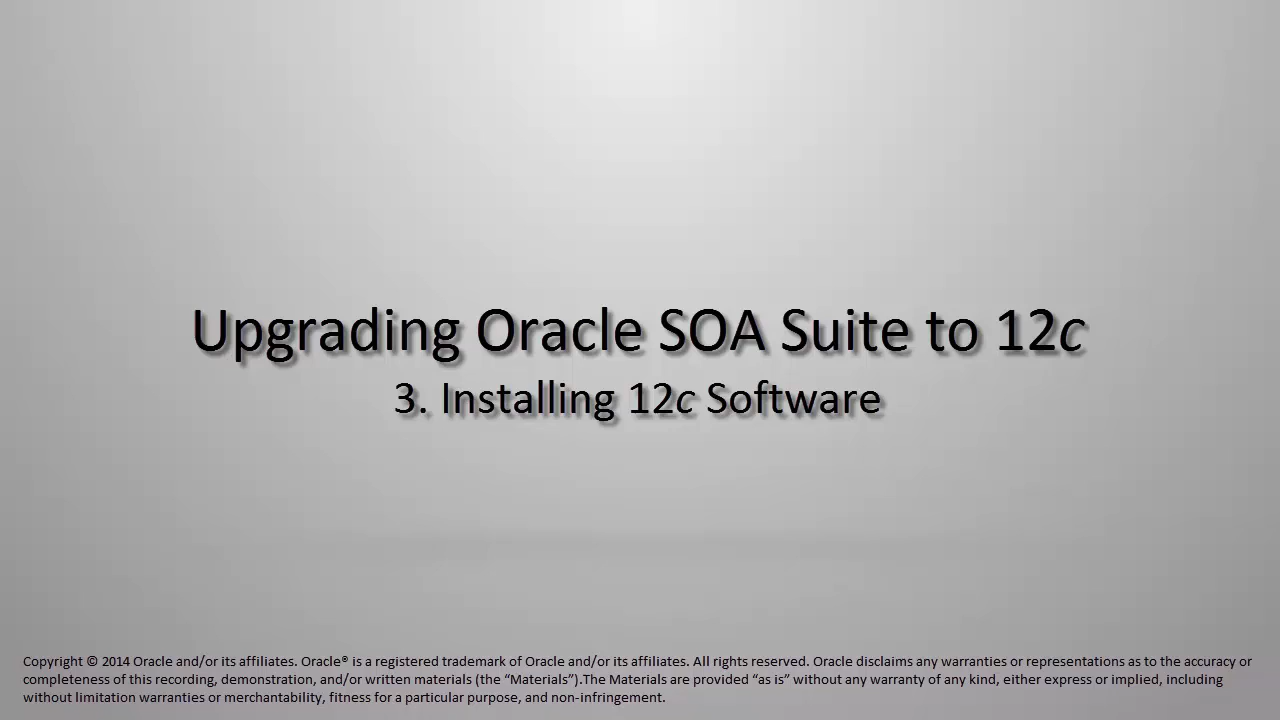 Upgrading Oracle SOA Suite to 12c
3. Installing 12c Software
Copyright © 2014 Oracle and/or its affiliates. Oracle® is a registered trademark of Oracle and/or its affiliates. All rights reserved. Oracle disclaims any warranties or representations as to the accuracy or
completeness of this recording, demonstration, and/or written materials (the “Materials”).The Materials are provided “as is” without any warranty of any kind, either express or implied, including
without limitation warranties or merchantability, fitness for a particular purpose, and non-infringement.